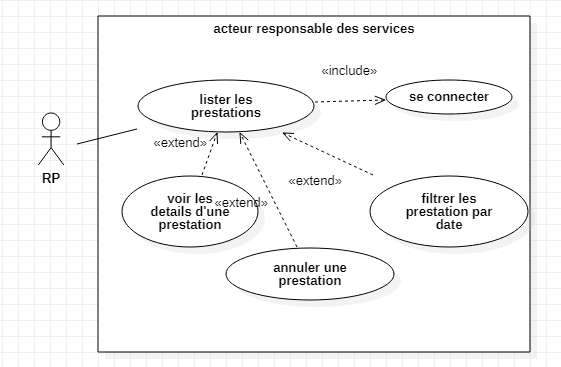 acteur responsable des services
«include»
lister les
prestations
se connecter
«extend»
RP
«extend»
voir les
details d'une
prestation
«extend»
filtrer les
prestation par
date
annuler une
prestation